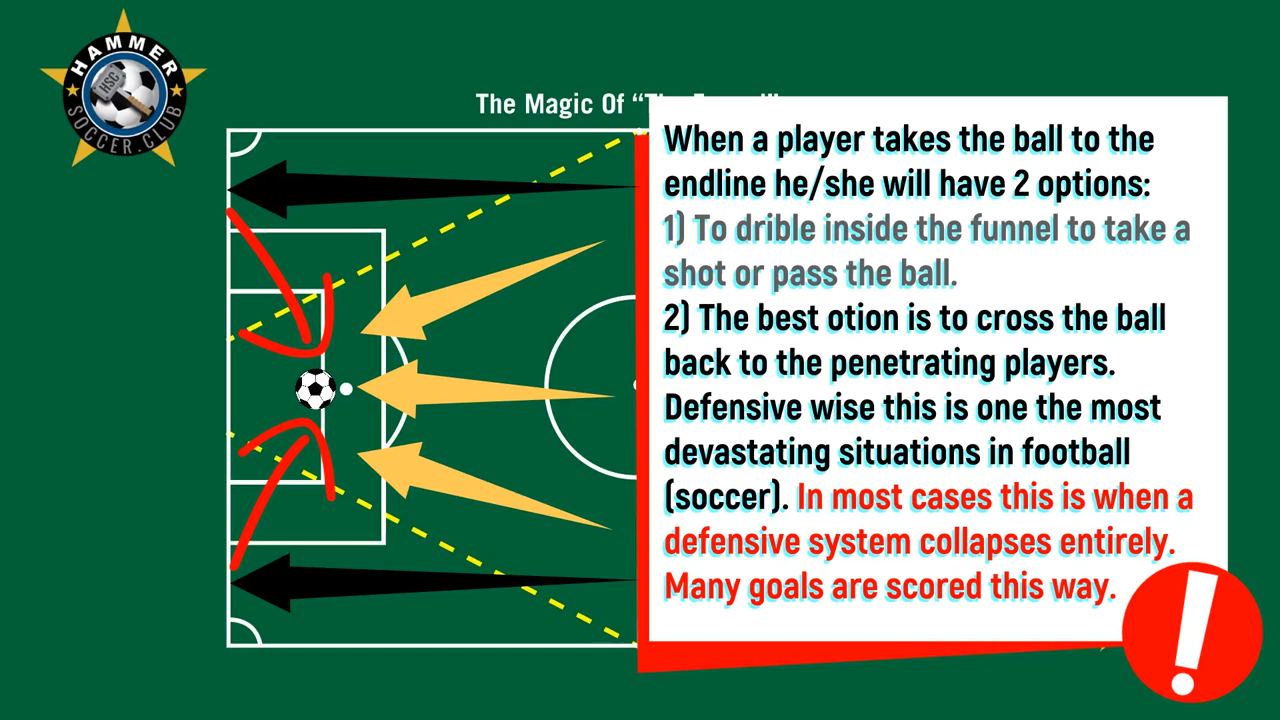 HAMMER
HSC
SOCCER.CLUB
The Magic Of “The Funnel”
When a player takes the ball to the
endline he/she will have 2 options:
1) To drible inside the funnel to take a
shot or pass the ball.
2) The best otion is to cross the ball
back to the penetrating players.
Defensive wise this is one the most
devastating situations in football
(soccer). In most cases this is when a
defensive system collapses entirely.
Many goals are scored this way.
!